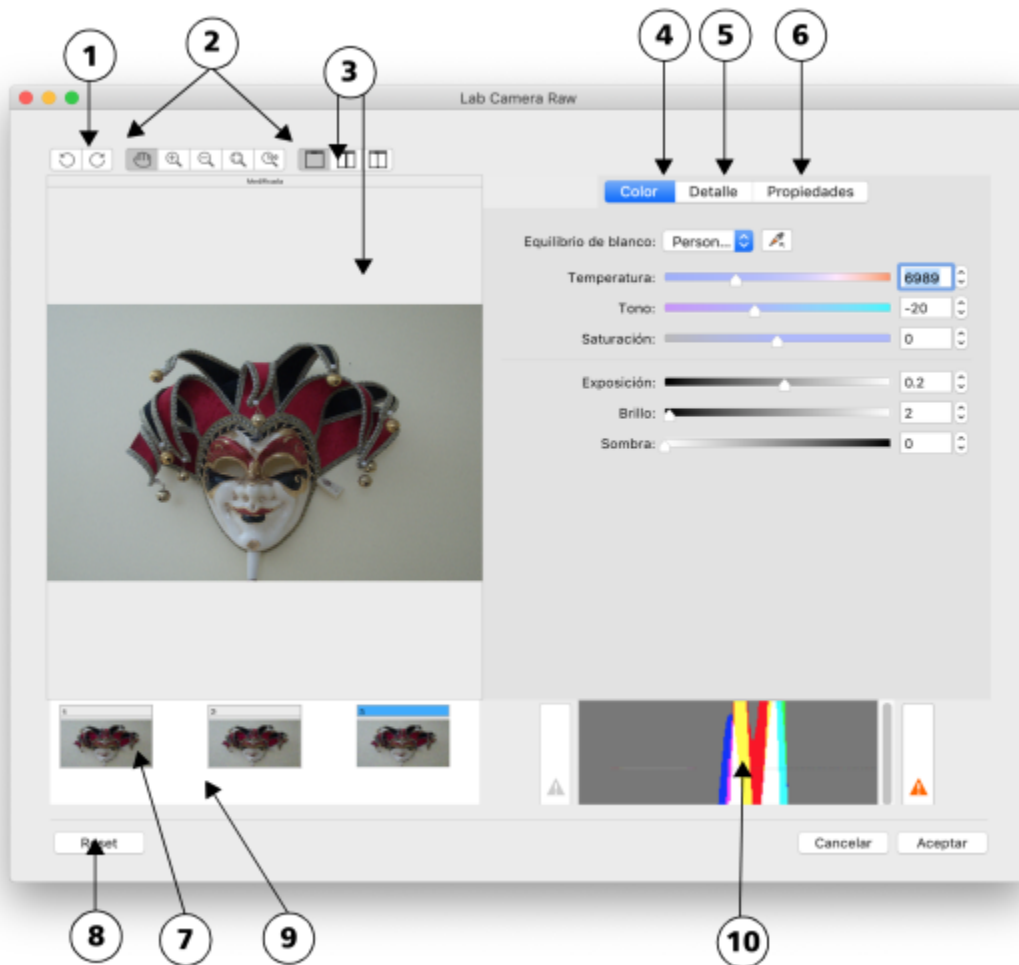 1
2
3
4
5
6
Lab Camera Raw
Modificada
Color Detalle Propiedades
Equilibrio de blanco: Person...
Temperatura: 6989
Tono: -20
Saturación: 0
Exposición: 0.2
Brillo: 2
Sombra: 0
1 2 3
Reset Cancelar Aceptar
8
7
9
10